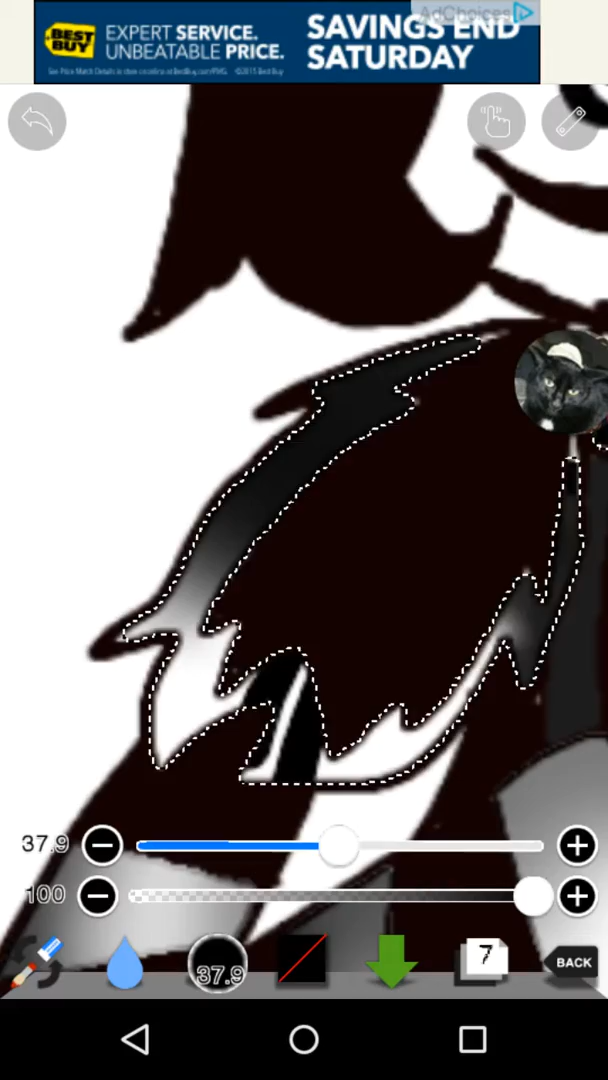 AdChoices
BEST BUY
EXPERT SERVICE.
UNBEATABLE PRICE.
SAVINGS END
SATURDAY
37.9
100
37.9
7
BACK